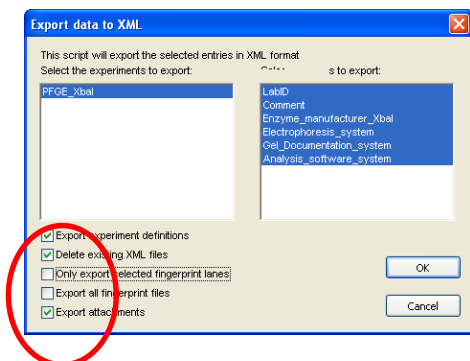 Export data to XML
This script will export the selected entries in XML format
Select the experiments to export:
s to export:
PFGE_XbaI
LabID
Comment
Enzyme_manufacturer_XbaI
Electrophoresis_system
Gel_Documentation_system
Analysis_software_system
Export experiment definitions
Delete existing XML files
Only export selected fingerprint lanes
Export all fingerprint files
Export attachments
OK
Cancel